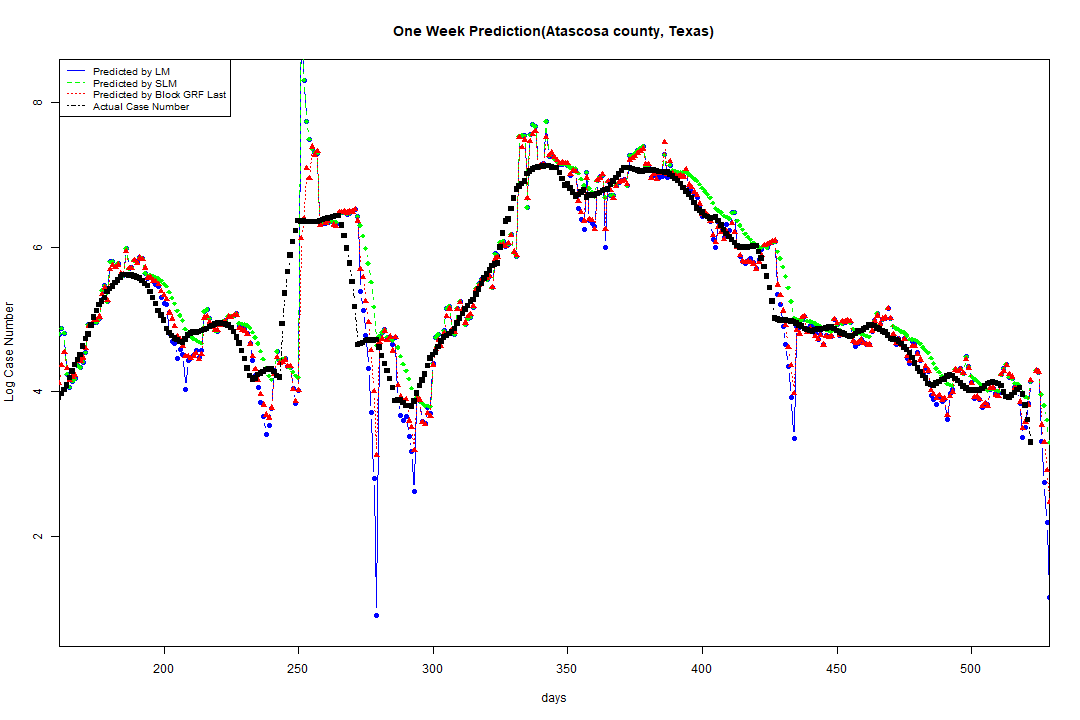 One Week Prediction(Atascosa county, Texas)
Predicted by LM
Predicted by SLM
Predicted by Block GRF Last
Actual Case Number
Log Case Number
8
6
4
2
200 250 300 350 400 450 500
days